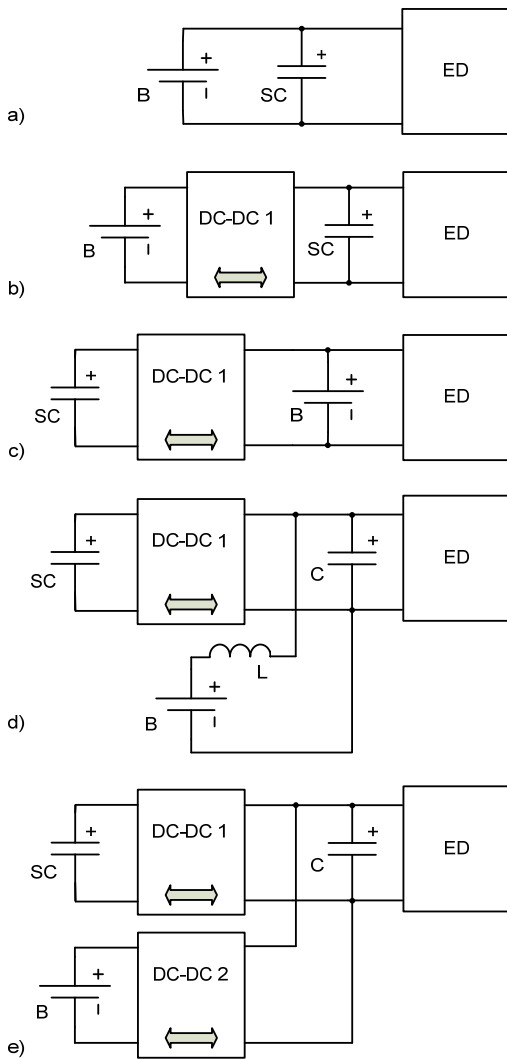 +
B
–
+
SC
ED
a)
+
B
–
DC-DC 1
+
SC
ED
b)
+
SC
DC-DC 1
+
B
–
ED
c)
+
SC
DC-DC 1
+
C
ED
L
+
B
–
d)
+
SC
DC-DC 1
+
C
ED
+
B
–
DC-DC 2
e)